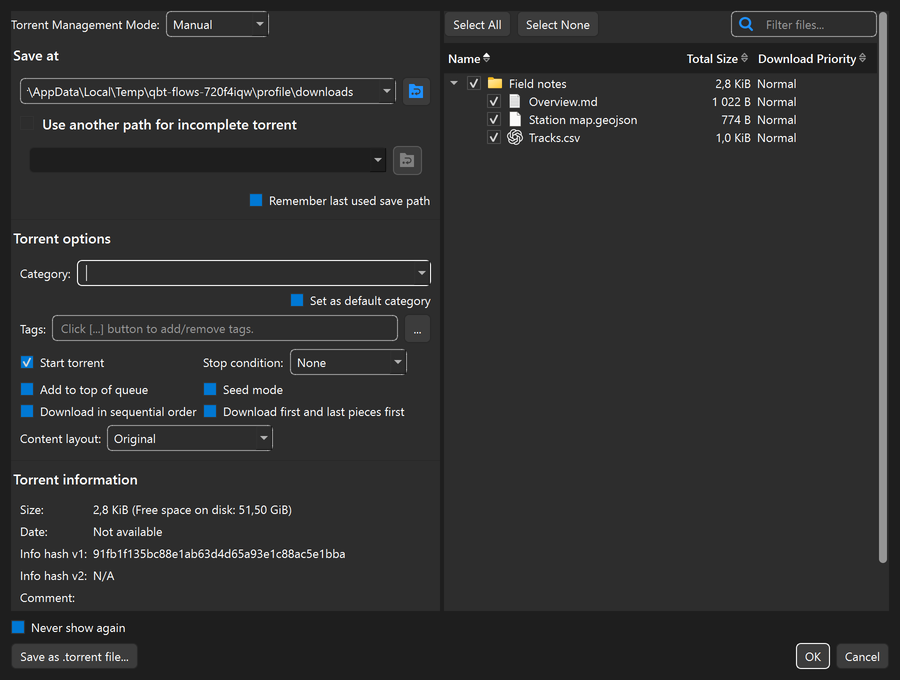 Torrent Management Mode: Manual
Save at
\AppData\Local\Temp\qbt-flows-720f4iqw\profile\downloads
Use another path for incomplete torrent
Remember last used save path
Torrent options
Category:
Set as default category
Tags: Click [...] button to add/remove tags. ...
Start torrent Stop condition: None
Add to top of queue Seed mode
Download in sequential order Download first and last pieces first
Content layout: Original
Torrent information
Size: 2,8 KiB (Free space on disk: 51,50 GiB)
Date: Not available
Info hash v1: 91fb1f135bc88e1ab63d4d65a93e1c88ac5e1bba
Info hash v2: N/A
Comment:
Select All Select None Filter files...
Name Total Size Download Priority
Field notes 2,8 KiB Normal
Overview.md 1 022 B Normal
Station map.geojson 774 B Normal
Tracks.csv 1,0 KiB Normal
Never show again
Save as .torrent file... OK Cancel